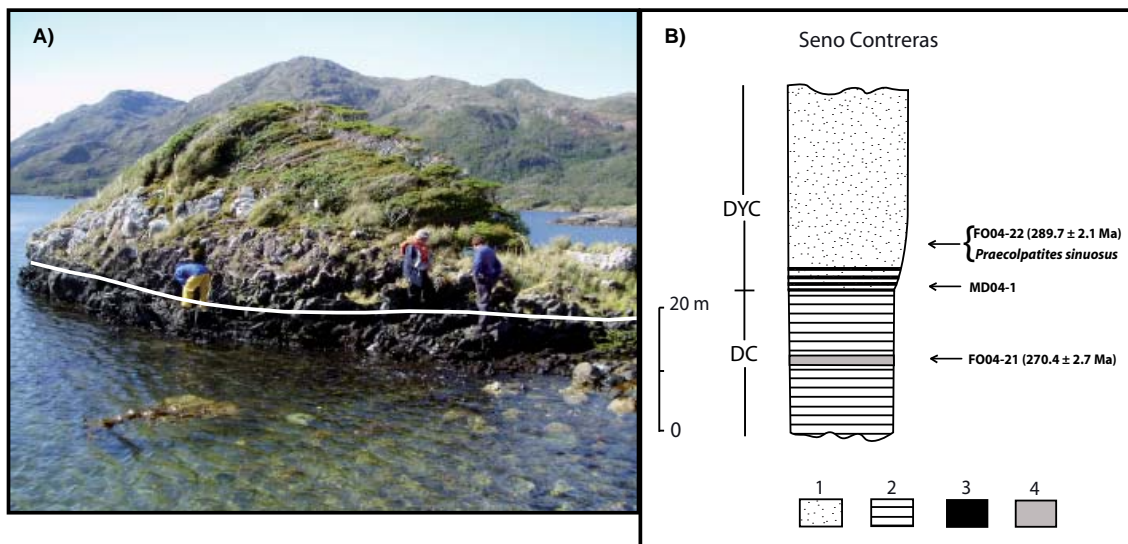 A)
B)
Seno Contreras
DYC
FO04-22 (289.7 ± 2.1 Ma)
Praecolpatites sinuosus
MD04-1
20 m
DC
FO04-21 (270.4 ± 2.7 Ma)
0
1 2 3 4